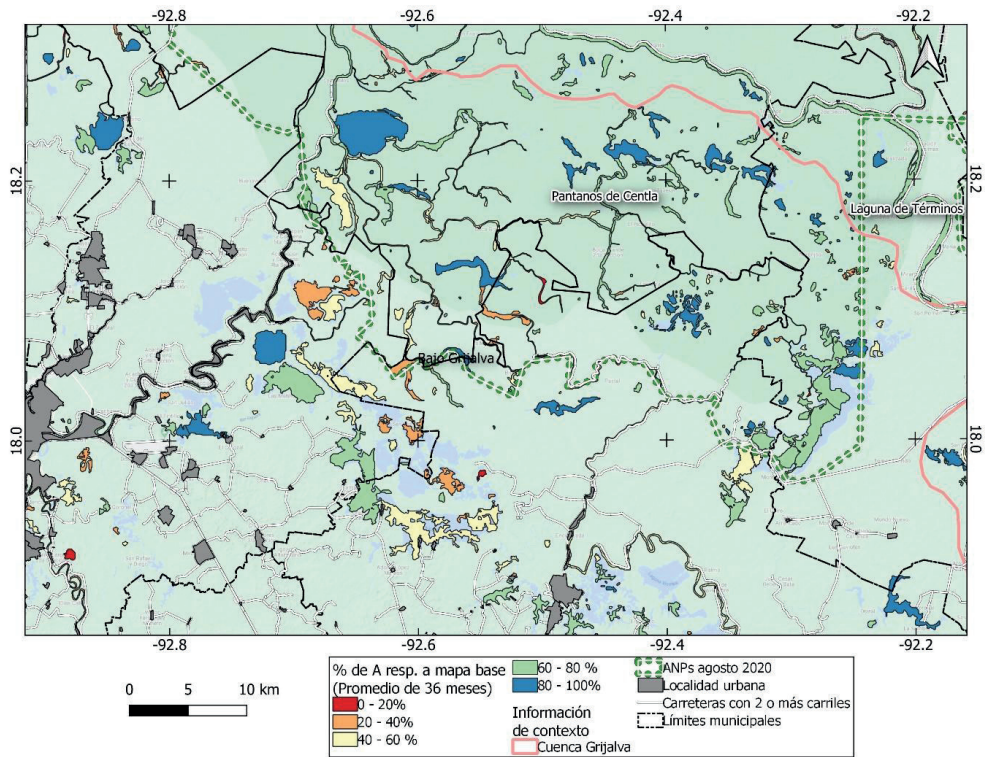 -92.8 -92.6 -92.4 -92.2
18.2 18.2
Pantanos de Centla
Laguna de Términos
Bajo Grijalva
18.0 18.0
-92.8 -92.6 -92.4 -92.2
0 5 10 km
% de A resp. a mapa base
(Promedio de 36 meses)
0 - 20%
20 - 40%
40 - 60 %
60 - 80 %
80 - 100%
Información
de contexto
Cuenca Grijalva
ANPs agosto 2020
Localidad urbana
Carreteras con 2 o más carriles
Límites municipales